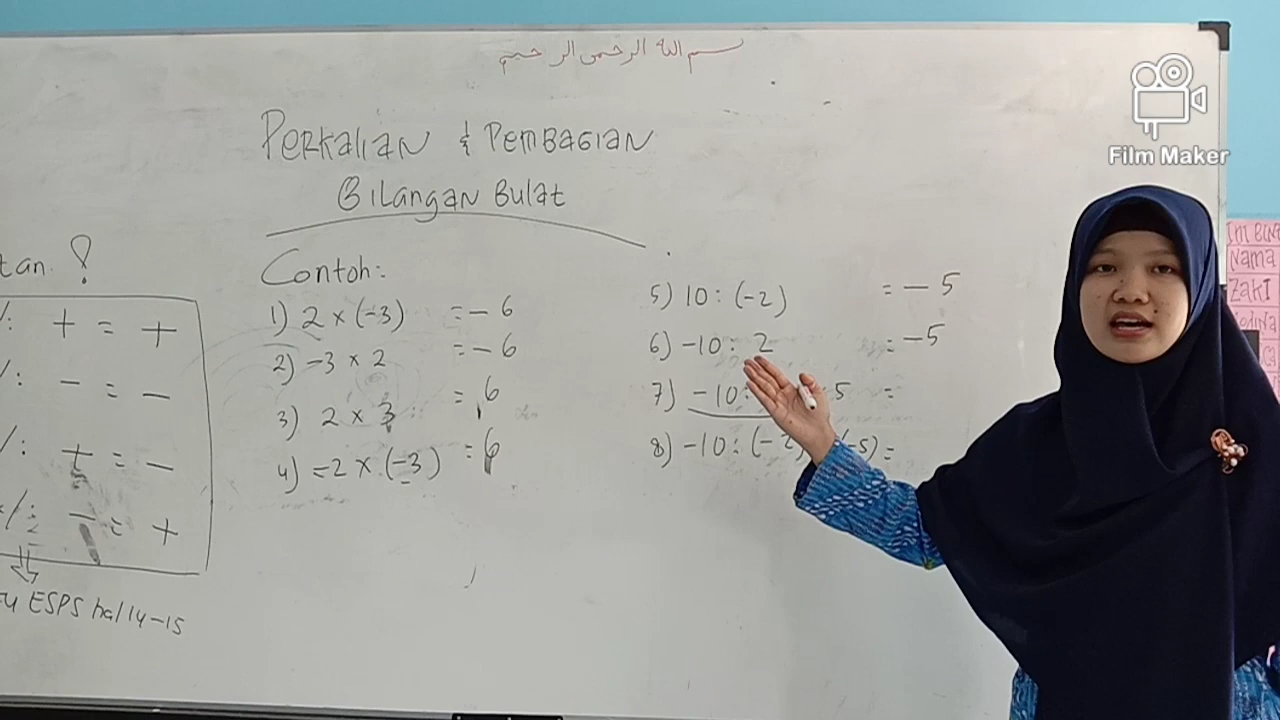 بسم الله الرحمن الرحيم
Film Maker
PERKALIAN & PEMBAGIAN
BILANGAN BULAT
tan !
/: + = +
/: - = -
/: + = -
×/: - = +
ESPS hal 14-15
Contoh:
1) 2 × (-3) = - 6
2) -3 × 2 = - 6
3) 2 × 3 = 6
4) -2 × (-3) = 6
5) 10 : (-2) = - 5
6) -10 : 2 = -5
7) -10 : 5 =
8) -10 : (-2) (-5) =
INI
Nama
ZAKI